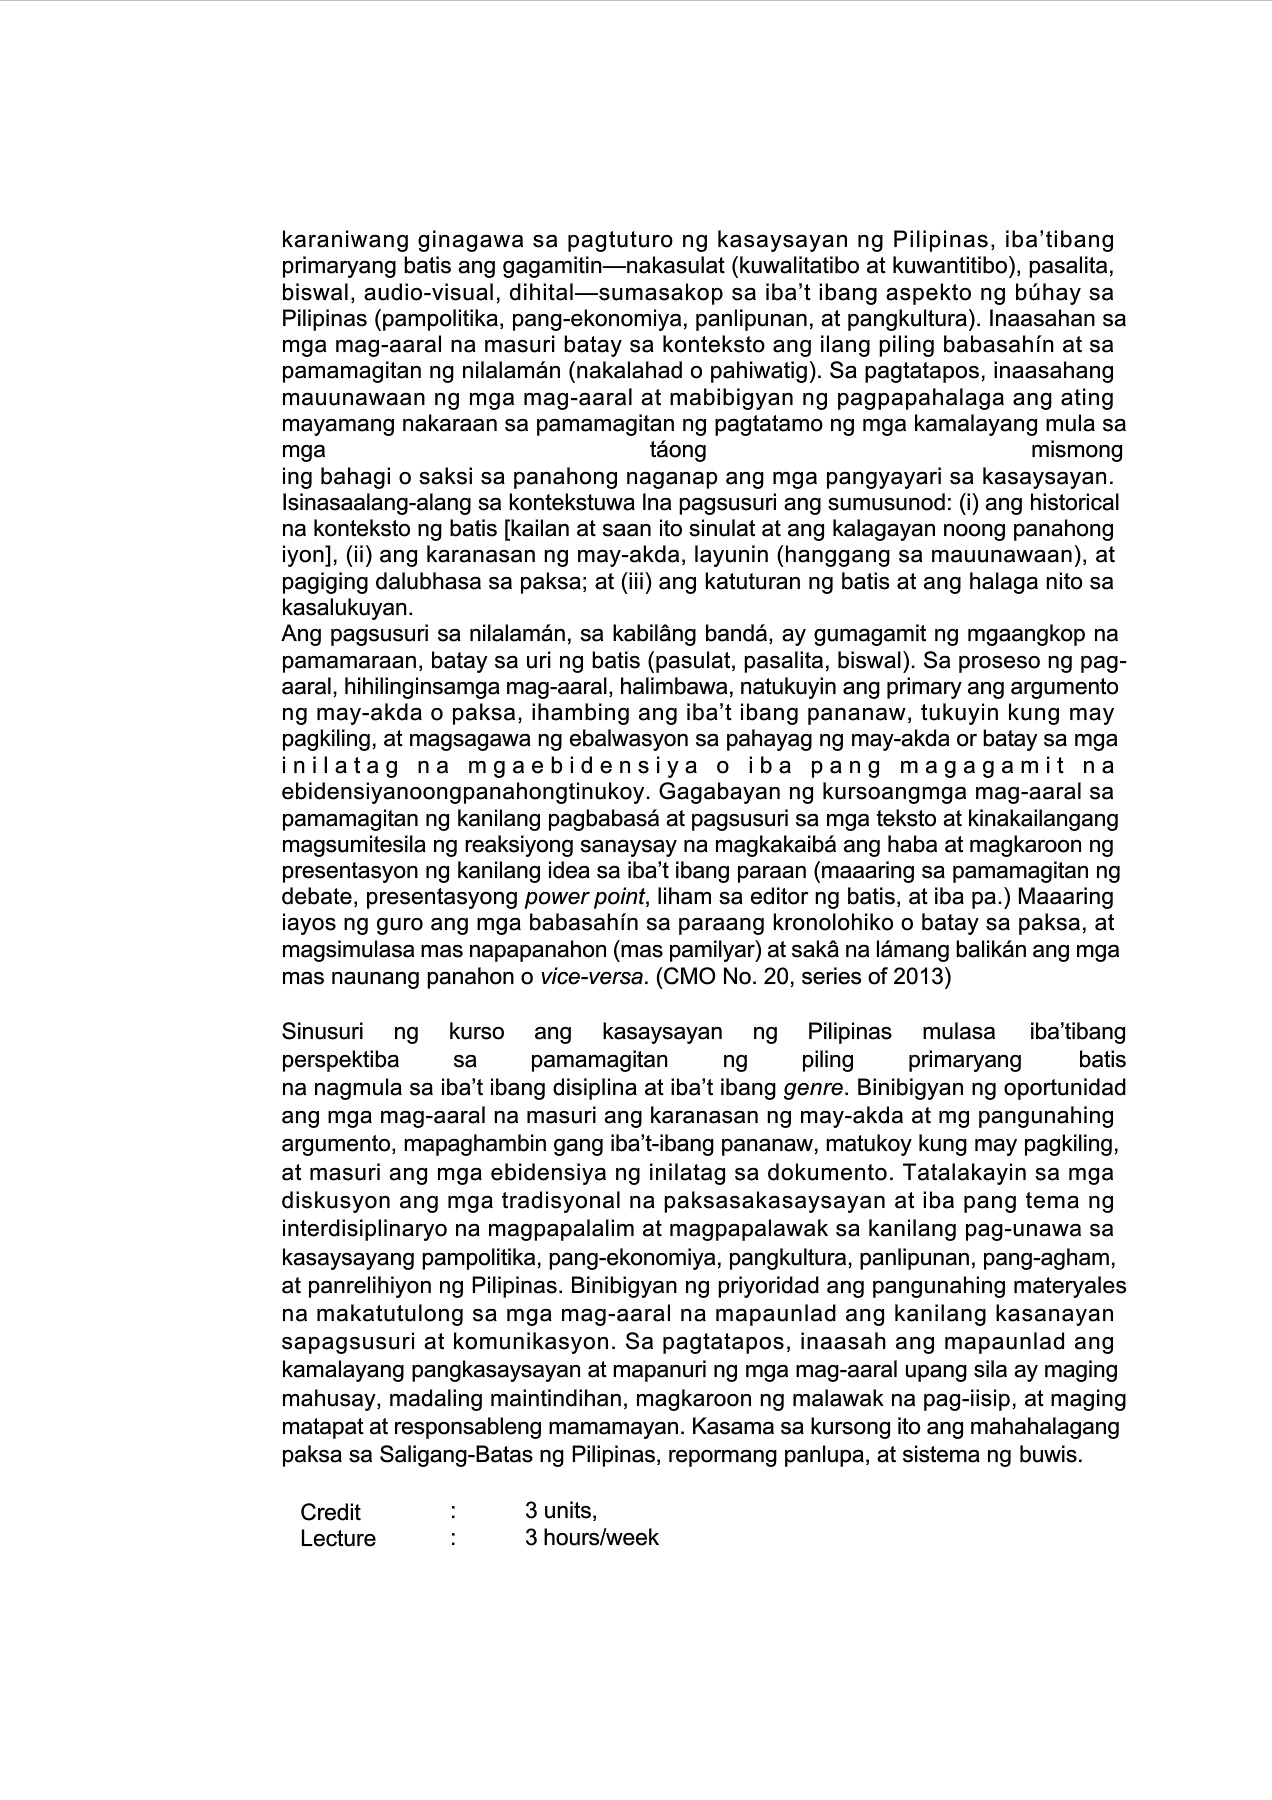 karaniwang ginagawa sa pagtuturo ng kasaysayan ng Pilipinas, iba’tibang
primaryang batis ang gagamitin—nakasulat (kuwalitatibo at kuwantitibo), pasalita,
biswal, audio-visual, dihital—sumasakop sa iba’t ibang aspekto ng búhay sa
Pilipinas (pampolitika, pang-ekonomiya, panlipunan, at pangkultura). Inaasahan sa
mga mag-aaral na masuri batay sa konteksto ang ilang piling babasahín at sa
pamamagitan ng nilalamán (nakalahad o pahiwatig). Sa pagtatapos, inaasahang
mauunawaan ng mga mag-aaral at mabibigyan ng pagpapahalaga ang ating
mayamang nakaraan sa pamamagitan ng pagtatamo ng mga kamalayang mula sa
mga táong mismong
ing bahagi o saksi sa panahong naganap ang mga pangyayari sa kasaysayan.
Isinasaalang-alang sa kontekstuwa lna pagsusuri ang sumusunod: (i) ang historical
na konteksto ng batis [kailan at saan ito sinulat at ang kalagayan noong panahong
iyon], (ii) ang karanasan ng may-akda, layunin (hanggang sa mauunawaan), at
pagiging dalubhasa sa paksa; at (iii) ang katuturan ng batis at ang halaga nito sa
kasalukuyan.
Ang pagsusuri sa nilalamán, sa kabilâng bandá, ay gumagamit ng mgaangkop na
pamamaraan, batay sa uri ng batis (pasulat, pasalita, biswal). Sa proseso ng pag-
aaral, hihilinginsamga mag-aaral, halimbawa, natukuyin ang primary ang argumento
ng may-akda o paksa, ihambing ang iba’t ibang pananaw, tukuyin kung may
pagkiling, at magsagawa ng ebalwasyon sa pahayag ng may-akda or batay sa mga
inilatag na mgaebidensiya o iba pang magagamit na
ebidensiyanoongpanahongtinukoy. Gagabayan ng kursoangmga mag-aaral sa
pamamagitan ng kanilang pagbabasá at pagsusuri sa mga teksto at kinakailangang
magsumitesila ng reaksiyong sanaysay na magkakaibá ang haba at magkaroon ng
presentasyon ng kanilang idea sa iba’t ibang paraan (maaaring sa pamamagitan ng
debate, presentasyong power point, liham sa editor ng batis, at iba pa.) Maaaring
iayos ng guro ang mga babasahín sa paraang kronolohiko o batay sa paksa, at
magsimulasa mas napapanahon (mas pamilyar) at sakâ na lámang balikán ang mga
mas naunang panahon o vice-versa. (CMO No. 20, series of 2013)
Sinusuri ng kurso ang kasaysayan ng Pilipinas mulasa iba’tibang
perspektiba sa pamamagitan ng piling primaryang batis
na nagmula sa iba’t ibang disiplina at iba’t ibang genre. Binibigyan ng oportunidad
ang mga mag-aaral na masuri ang karanasan ng may-akda at mg pangunahing
argumento, mapaghambin gang iba’t-ibang pananaw, matukoy kung may pagkiling,
at masuri ang mga ebidensiya ng inilatag sa dokumento. Tatalakayin sa mga
diskusyon ang mga tradisyonal na paksasakasaysayan at iba pang tema ng
interdisiplinaryo na magpapalalim at magpapalawak sa kanilang pag-unawa sa
kasaysayang pampolitika, pang-ekonomiya, pangkultura, panlipunan, pang-agham,
at panrelihiyon ng Pilipinas. Binibigyan ng priyoridad ang pangunahing materyales
na makatutulong sa mga mag-aaral na mapaunlad ang kanilang kasanayan
sapagsusuri at komunikasyon. Sa pagtatapos, inaasah ang mapaunlad ang
kamalayang pangkasaysayan at mapanuri ng mga mag-aaral upang sila ay maging
mahusay, madaling maintindihan, magkaroon ng malawak na pag-iisip, at maging
matapat at responsableng mamamayan. Kasama sa kursong ito ang mahahalagang
paksa sa Saligang-Batas ng Pilipinas, repormang panlupa, at sistema ng buwis.
Credit : 3 units,
Lecture : 3 hours/week